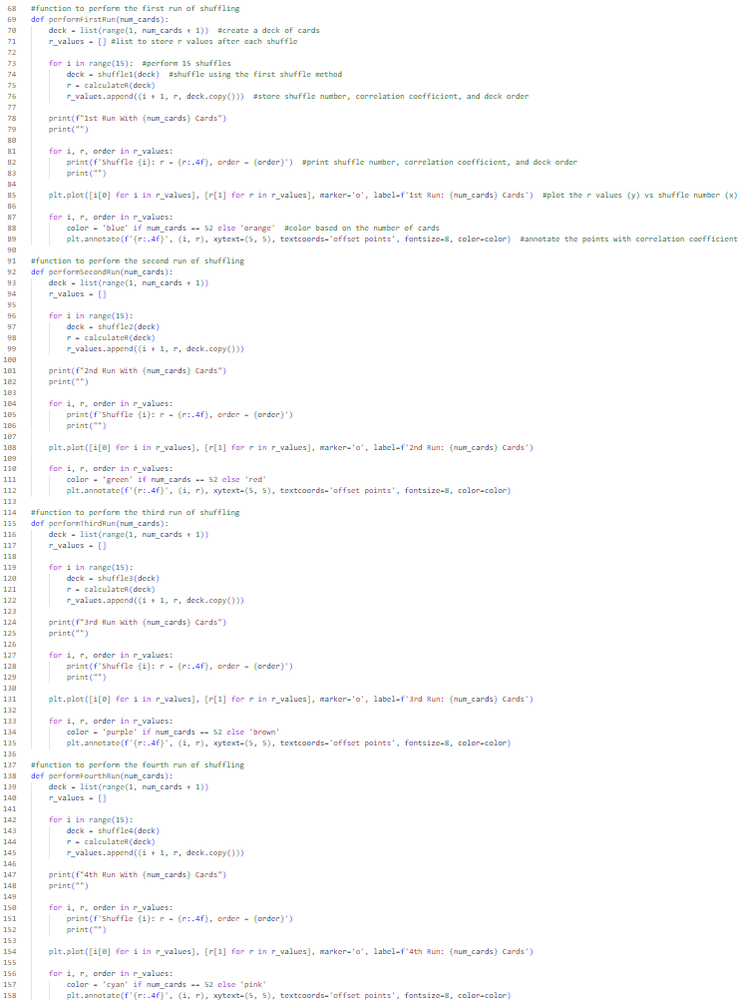 68 #function to perform the first run of shuffling
69 def performFirstRun(num_cards):
70     deck = list(range(1, num_cards + 1))  #create a deck of cards
71     r_values = [] #list to store r values after each shuffle
72
73     for i in range(15):  #perform 15 shuffles
74         deck = shuffle1(deck)  #shuffle using the first shuffle method
75         r = calculateR(deck)
76         r_values.append((i + 1, r, deck.copy()))  #store shuffle number, correlation coefficient, and deck order
77
78     print(f"1st Run With {num_cards} Cards")
79     print("")
80
81     for i, r, order in r_values:
82         print(f'Shuffle {i}: r = {r:.4f}, order = {order}')  #print shuffle number, correlation coefficient, and deck order
83         print("")
84
85     plt.plot([i[0] for i in r_values], [r[1] for r in r_values], marker='o', label=f'1st Run: {num_cards} Cards')  #plot the r values (y) vs shuffle number (x)
86
87     for i, r, order in r_values:
88         color = 'blue' if num_cards == 52 else 'orange'  #color based on the number of cards
89         plt.annotate(f'{r:.4f}', (i, r), xytext=(5, 5), textcoords='offset points', fontsize=8, color=color)  #annotate the points with correlation coefficient
90
91 #function to perform the second run of shuffling
92 def performSecondRun(num_cards):
93     deck = list(range(1, num_cards + 1))
94     r_values = []
95
96     for i in range(15):
97         deck = shuffle2(deck)
98         r = calculateR(deck)
99         r_values.append((i + 1, r, deck.copy()))
100
101     print(f"2nd Run With {num_cards} Cards")
102     print("")
103
104     for i, r, order in r_values:
105         print(f'Shuffle {i}: r = {r:.4f}, order = {order}')
106         print("")
107
108     plt.plot([i[0] for i in r_values], [r[1] for r in r_values], marker='o', label=f'2nd Run: {num_cards} Cards')
109
110     for i, r, order in r_values:
111         color = 'green' if num_cards == 52 else 'red'
112         plt.annotate(f'{r:.4f}', (i, r), xytext=(5, 5), textcoords='offset points', fontsize=8, color=color)
113
114 #function to perform the third run of shuffling
115 def performThirdRun(num_cards):
116     deck = list(range(1, num_cards + 1))
117     r_values = []
118
119     for i in range(15):
120         deck = shuffle3(deck)
121         r = calculateR(deck)
122         r_values.append((i + 1, r, deck.copy()))
123
124     print(f"3rd Run With {num_cards} Cards")
125     print("")
126
127     for i, r, order in r_values:
128         print(f'Shuffle {i}: r = {r:.4f}, order = {order}')
129         print("")
130
131     plt.plot([i[0] for i in r_values], [r[1] for r in r_values], marker='o', label=f'3rd Run: {num_cards} Cards')
132
133     for i, r, order in r_values:
134         color = 'purple' if num_cards == 52 else 'brown'
135         plt.annotate(f'{r:.4f}', (i, r), xytext=(5, 5), textcoords='offset points', fontsize=8, color=color)
136
137 #function to perform the fourth run of shuffling
138 def performFourthRun(num_cards):
139     deck = list(range(1, num_cards + 1))
140     r_values = []
141
142     for i in range(15):
143         deck = shuffle4(deck)
144         r = calculateR(deck)
145         r_values.append((i + 1, r, deck.copy()))
146
147     print(f"4th Run With {num_cards} Cards")
148     print("")
149
150     for i, r, order in r_values:
151         print(f'Shuffle {i}: r = {r:.4f}, order = {order}')
152         print("")
153
154     plt.plot([i[0] for i in r_values], [r[1] for r in r_values], marker='o', label=f'4th Run: {num_cards} Cards')
155
156     for i, r, order in r_values:
157         color = 'cyan' if num_cards == 52 else 'pink'
158         plt.annotate(f'{r:.4f}', (i, r), xytext=(5, 5), textcoords='offset points', fontsize=8, color=color)